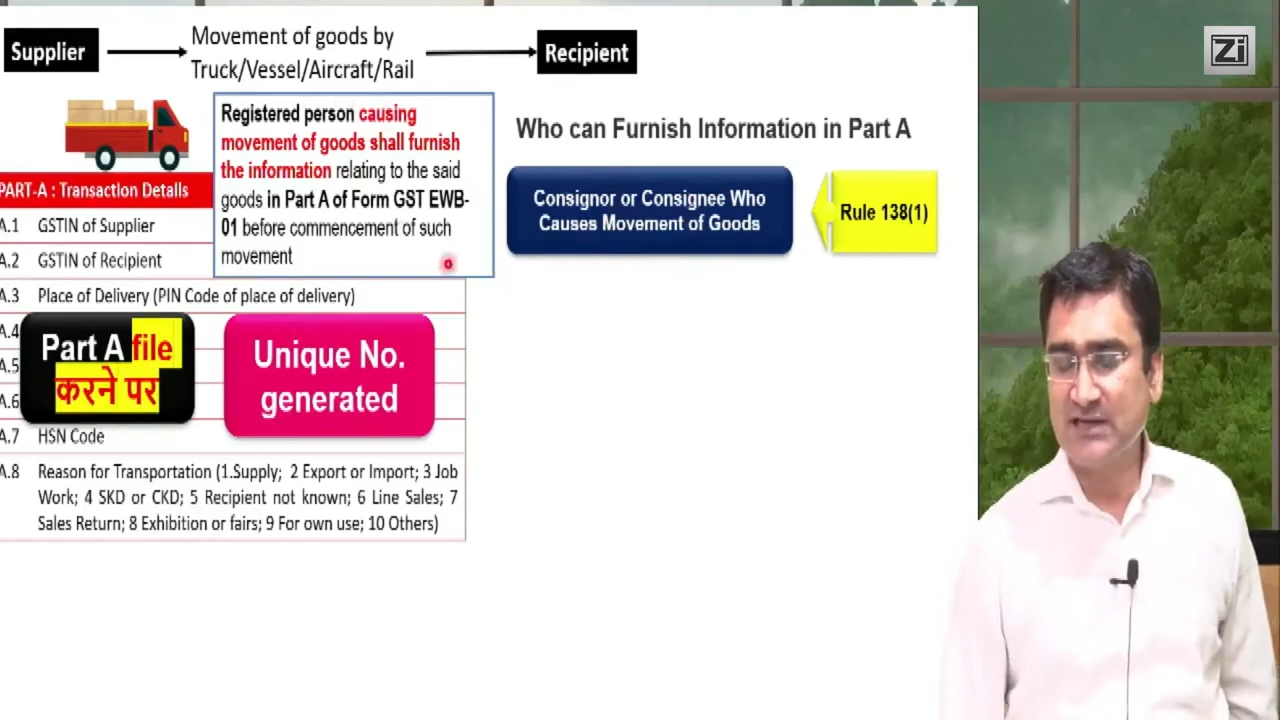 Supplier
Movement of goods by
Truck/Vessel/Aircraft/Rail
Recipient
Zi
Registered person causing
movement of goods shall furnish
the information relating to the said
goods in Part A of Form GST EWB-
01 before commencement of such
movement
Who can Furnish Information in Part A
Consignor or Consignee Who
Causes Movement of Goods
Rule 138(1)
PART-A : Transaction Details
A.1 GSTIN of Supplier
A.2 GSTIN of Recipient
A.3 Place of Delivery (PIN Code of place of delivery)
A.4
A.5
A.6
Part A file
करने पर
Unique No.
generated
A.7 HSN Code
A.8 Reason for Transportation (1.Supply; 2 Export or Import; 3 Job
Work; 4 SKD or CKD; 5 Recipient not known; 6 Line Sales; 7
Sales Return; 8 Exhibition or fairs; 9 For own use; 10 Others)